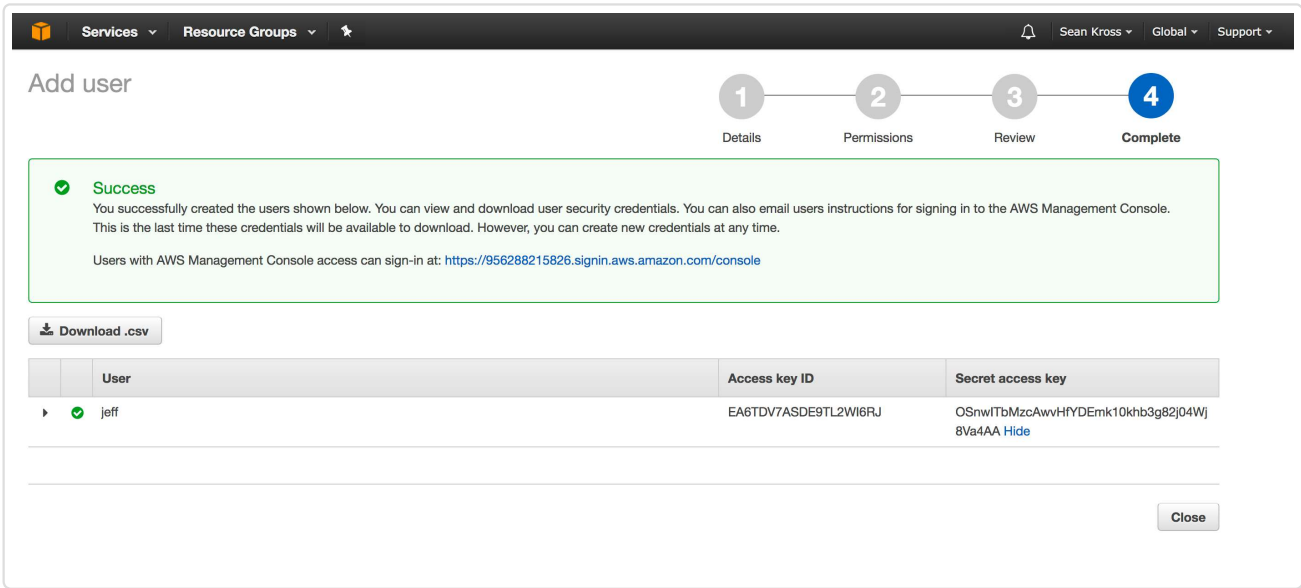 Services
Resource Groups
Sean Kross
Global
Support
Add user
1
2
3
4
Details
Permissions
Review
Complete
Success
You successfully created the users shown below. You can view and download user security credentials. You can also email users instructions for signing in to the AWS Management Console.
This is the last time these credentials will be available to download. However, you can create new credentials at any time.
Users with AWS Management Console access can sign-in at: https://956288215826.signin.aws.amazon.com/console
Download .csv
User
Access key ID
Secret access key
jeff
EA6TDV7ASDE9TL2WI6RJ
OSnwITbMzcAwvHfYDEmk10khb3g82j04Wj
8Va4AA Hide
Close